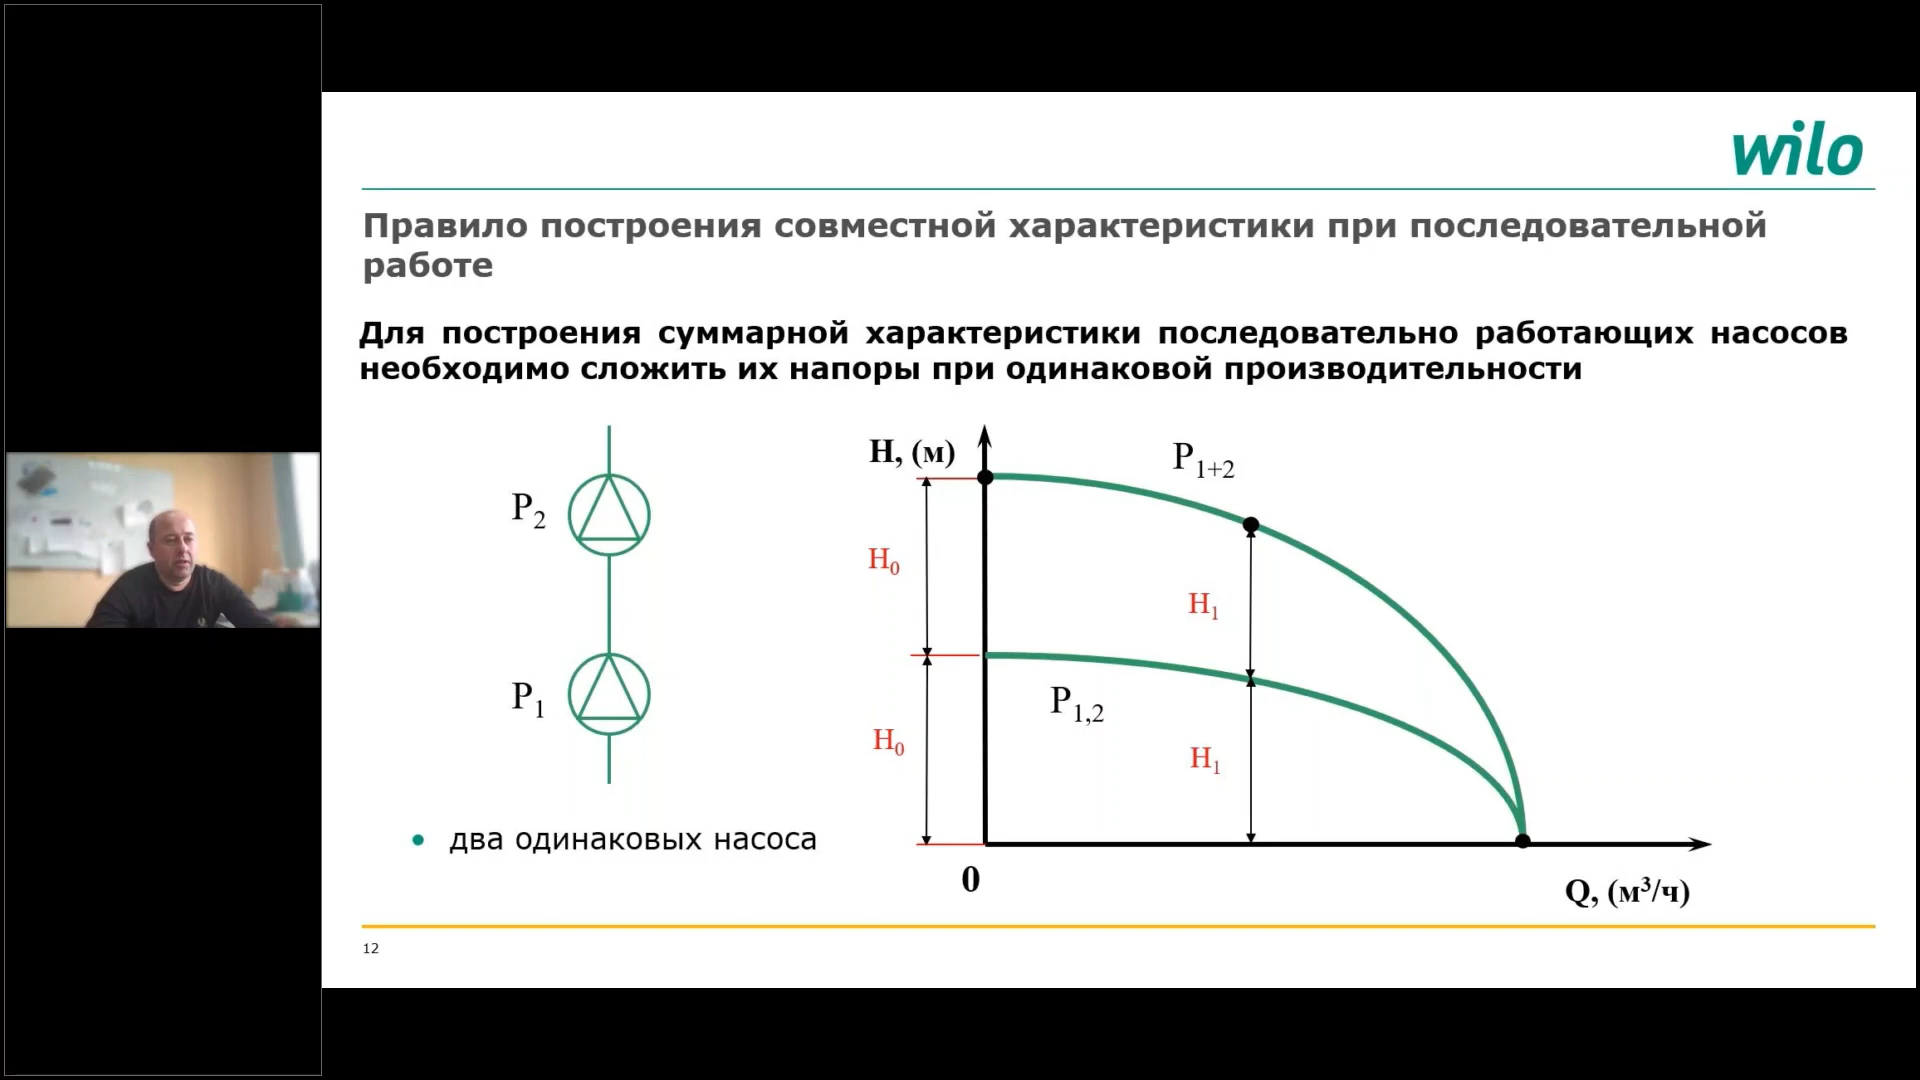 wilo
Правило построения совместной характеристики при последовательной
работе
Для построения суммарной характеристики последовательно работающих насосов
необходимо сложить их напоры при одинаковой производительности
P2
P1
• два одинаковых насоса
H, (м)
P1+2
H0
H1
P1,2
H0
H1
0
Q, (м³/ч)
12